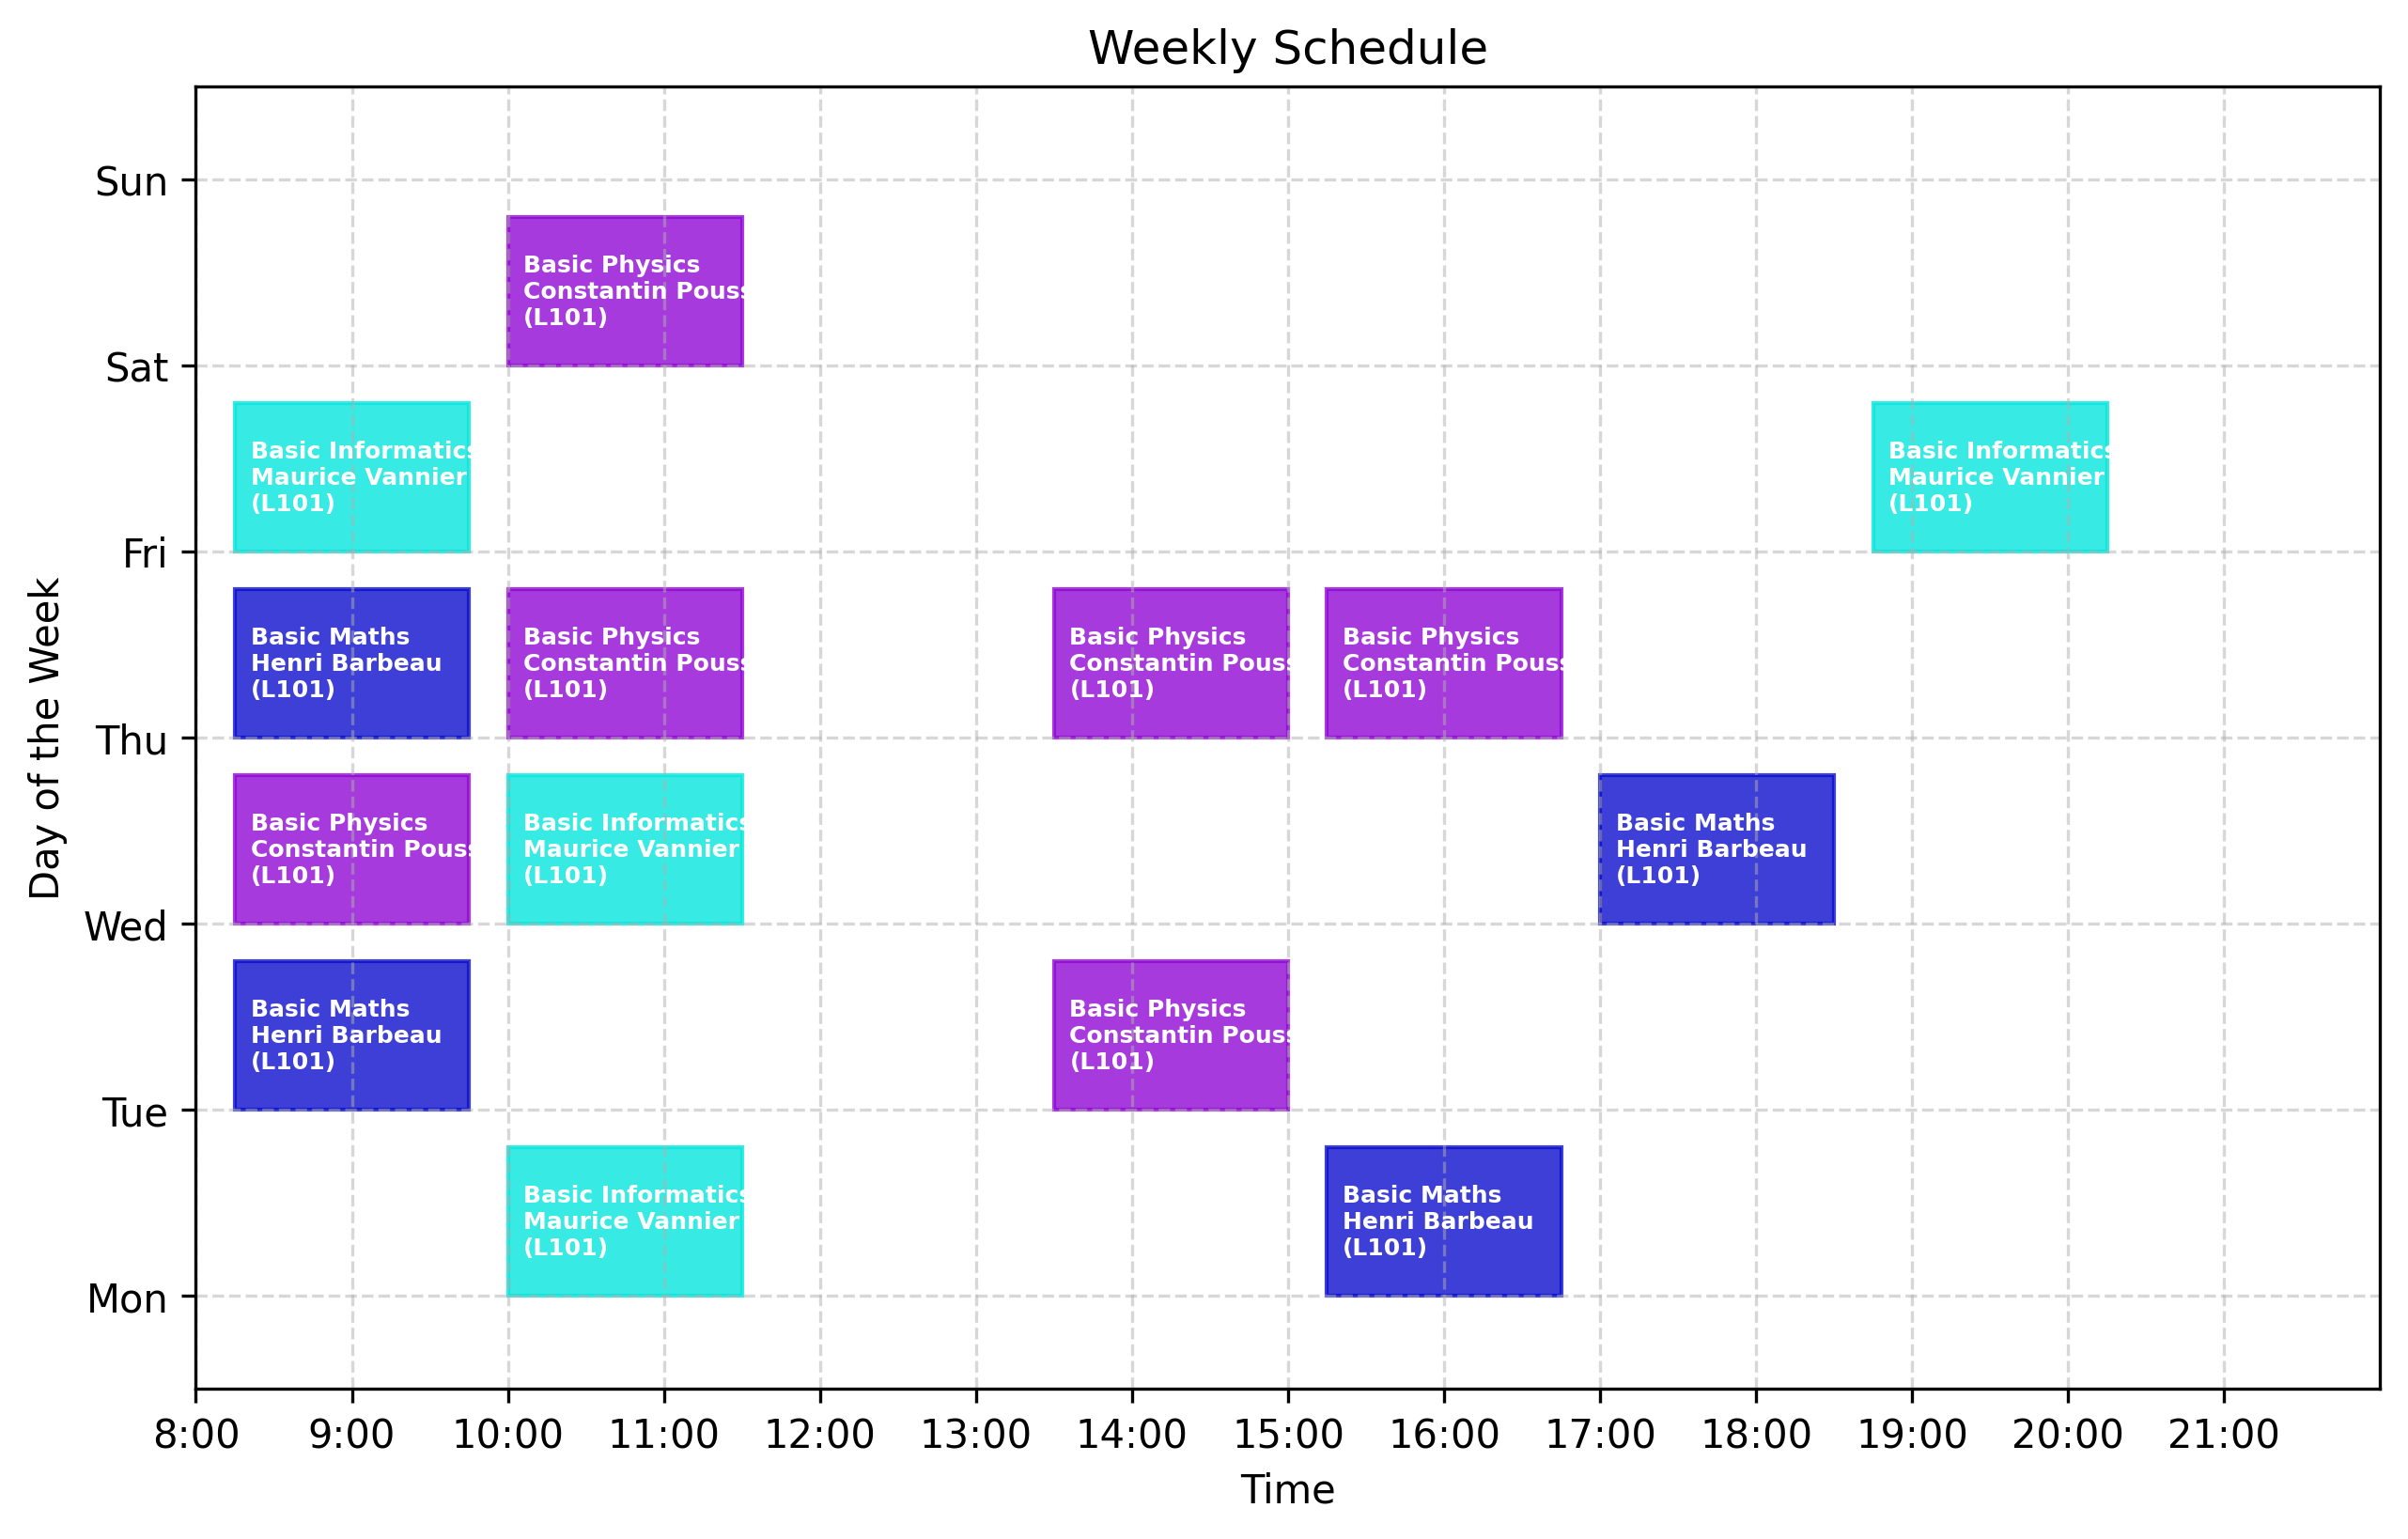 Weekly Schedule
Day of the Week
Sun
Basic Physics
Constantin Pouss
(L101)
Sat
Basic Informatics
Maurice Vannier
(L101)
Basic Informatics
Maurice Vannier
(L101)
Fri
Basic Maths
Henri Barbeau
(L101)
Basic Physics
Constantin Pouss
(L101)
Basic Physics
Constantin Pouss
(L101)
Basic Physics
Constantin Pouss
(L101)
Thu
Basic Physics
Constantin Pouss
(L101)
Basic Informatics
Maurice Vannier
(L101)
Basic Maths
Henri Barbeau
(L101)
Wed
Basic Maths
Henri Barbeau
(L101)
Basic Physics
Constantin Pouss
(L101)
Tue
Basic Informatics
Maurice Vannier
(L101)
Basic Maths
Henri Barbeau
(L101)
Mon
8:00 9:00 10:00 11:00 12:00 13:00 14:00 15:00 16:00 17:00 18:00 19:00 20:00 21:00
Time